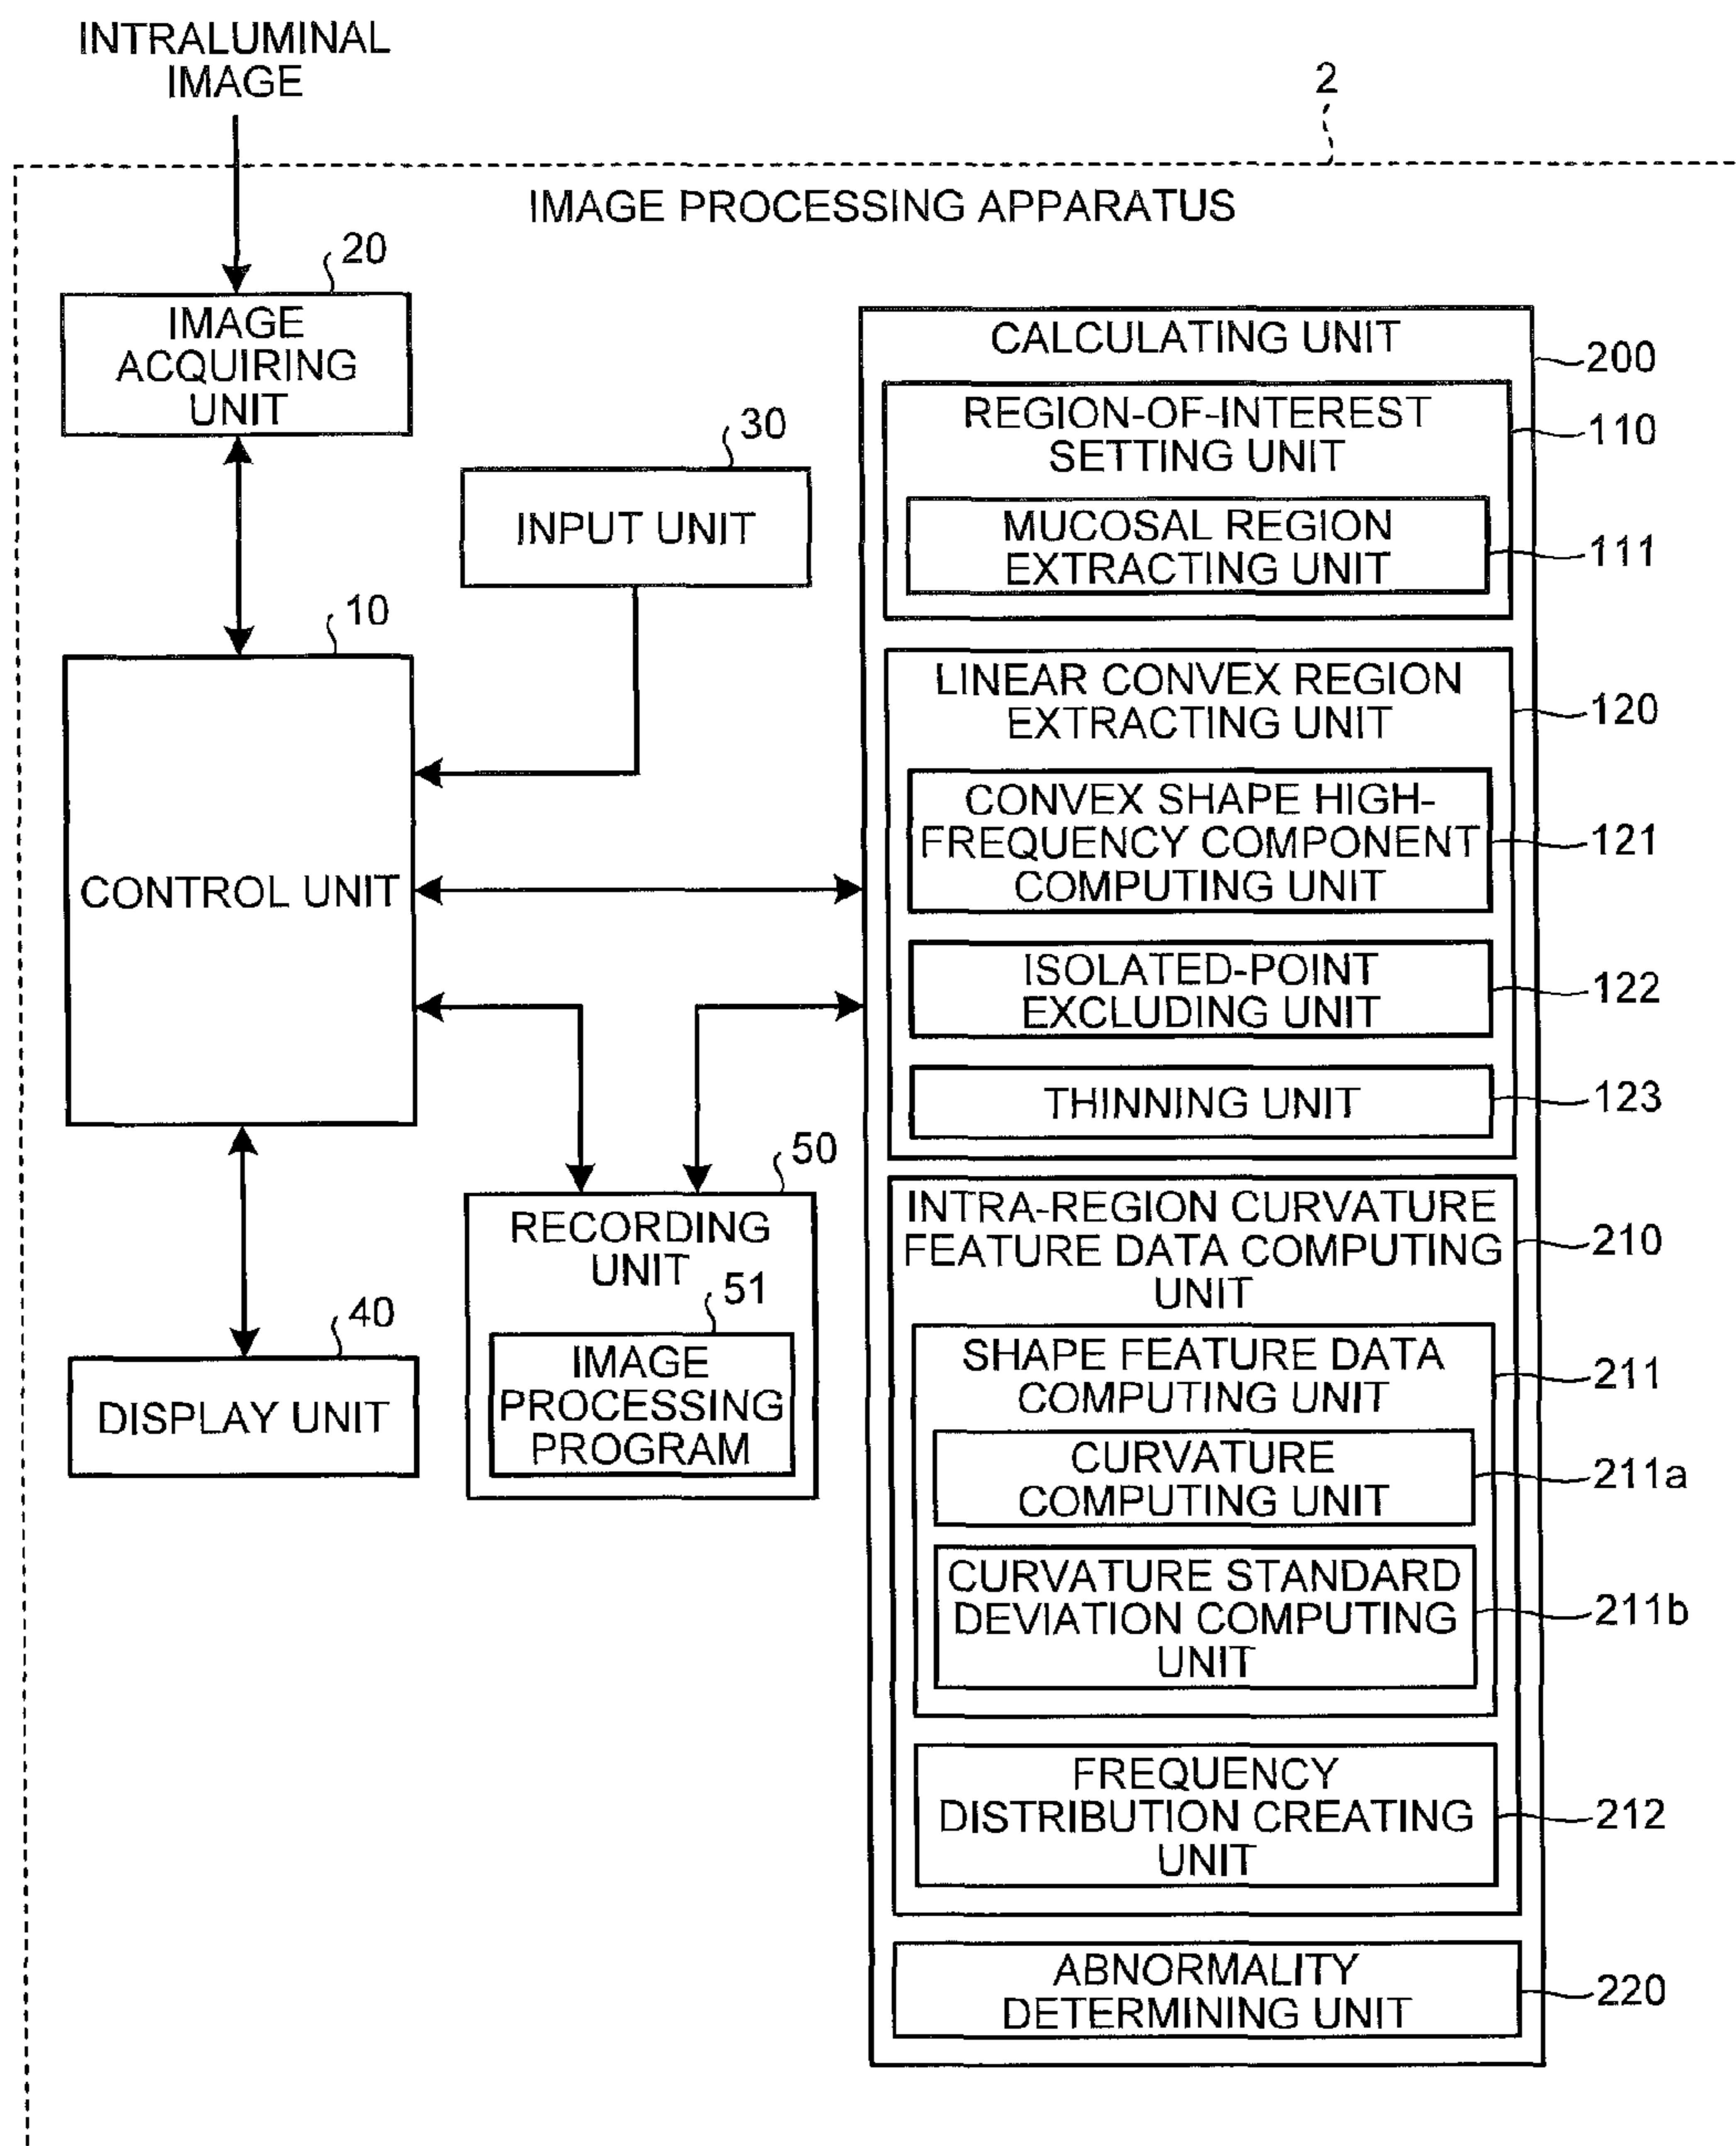 INTRALUMINAL
IMAGE
2
IMAGE PROCESSING APPARATUS
20
IMAGE
ACQUIRING
UNIT
30
INPUT UNIT
10
CONTROL UNIT
40
DISPLAY UNIT
50
RECORDING
UNIT
51
IMAGE
PROCESSING
PROGRAM
CALCULATING UNIT
200
REGION-OF-INTEREST
SETTING UNIT
110
MUCOSAL REGION
EXTRACTING UNIT
111
LINEAR CONVEX REGION
EXTRACTING UNIT
120
CONVEX SHAPE HIGH-
FREQUENCY COMPONENT
COMPUTING UNIT
121
ISOLATED-POINT
EXCLUDING UNIT
122
THINNING UNIT
123
INTRA-REGION CURVATURE
FEATURE DATA COMPUTING
UNIT
210
SHAPE FEATURE DATA
COMPUTING UNIT
211
CURVATURE
COMPUTING UNIT
211a
CURVATURE STANDARD
DEVIATION COMPUTING
UNIT
211b
FREQUENCY
DISTRIBUTION CREATING
UNIT
212
ABNORMALITY
DETERMINING UNIT
220